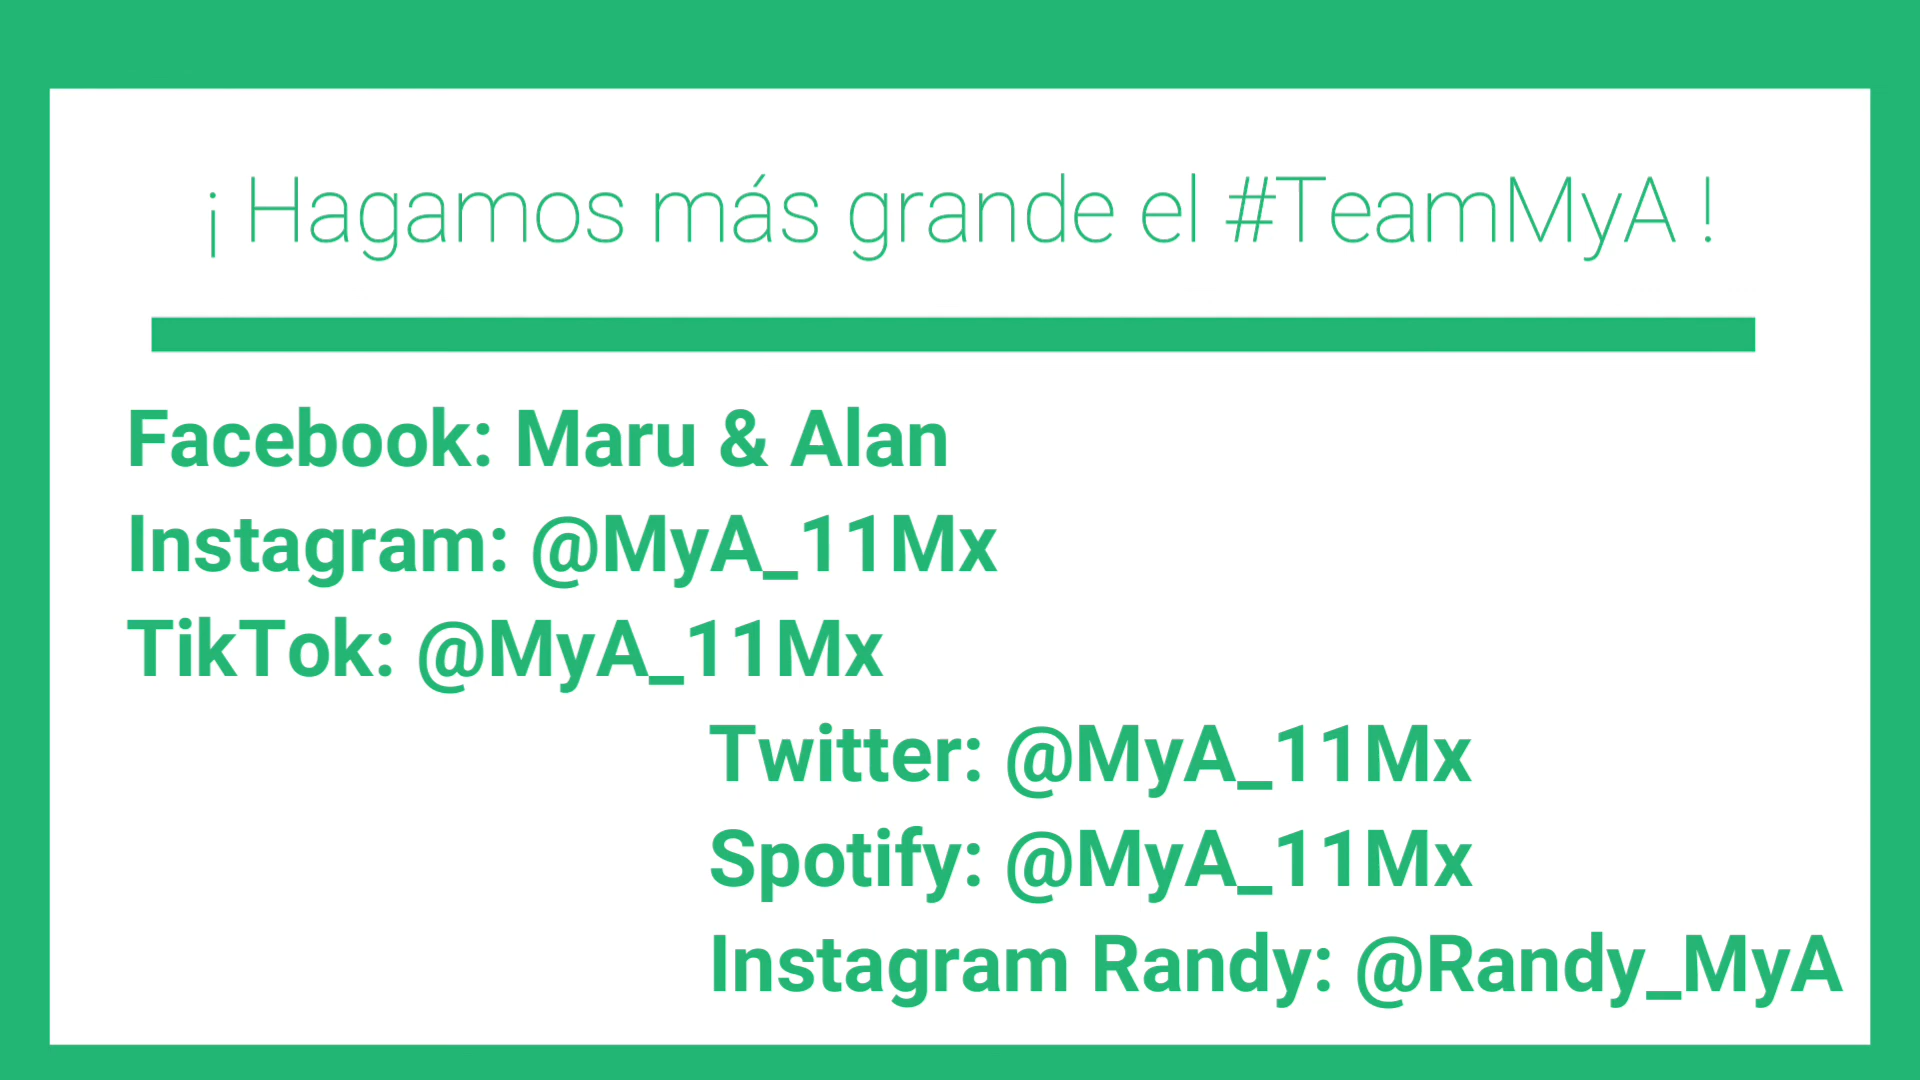 ¡ Hagamos más grande el #TeamMyA !
Facebook: Maru & Alan
Instagram: @MyA_11Mx
TikTok: @MyA_11Mx
Twitter: @MyA_11Mx
Spotify: @MyA_11Mx
Instagram Randy: @Randy_MyA